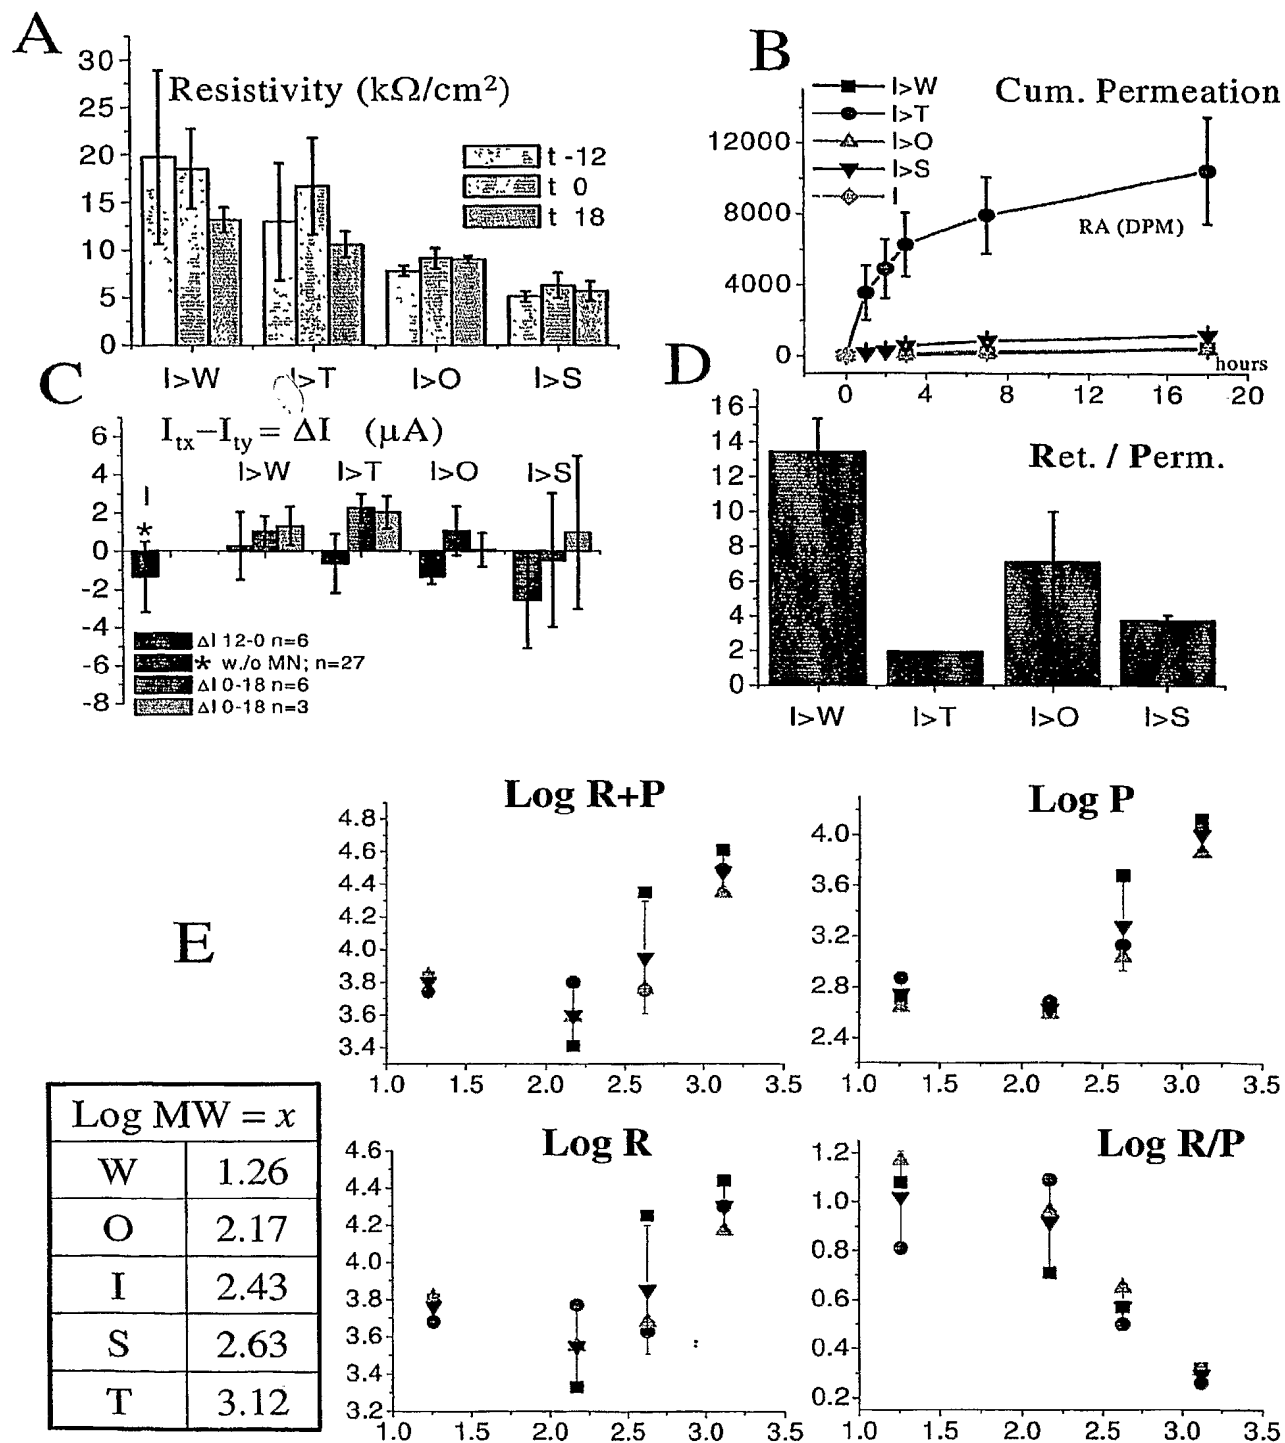 A
Resistivity (kΩ/cm²)
30
25
20
15
10
5
0
t -12
t 0
t 18
I>W
I>T
I>O
I>S
B
Cum. Permeation
I>W
I>T
I>O
I>S
I
12000
8000
4000
0
RA (DPM)
hours
0
4
8
12
16
20
C
I_tx–I_ty = ΔI (µA)
6
4
2
0
-2
-4
-6
-8
I
*
I>W
I>T
I>O
I>S
ΔI 12-0 n=6
* w./o MN; n=27
ΔI 0-18 n=6
ΔI 0-18 n=3
D
Ret. / Perm.
16
14
12
10
8
6
4
2
0
I>W
I>T
I>O
I>S
E
Log R+P
4.8
4.6
4.4
4.2
4.0
3.8
3.6
3.4
1.0 1.5 2.0 2.5 3.0 3.5
Log P
4.0
3.6
3.2
2.8
2.4
1.0 1.5 2.0 2.5 3.0 3.5
Log MW = x
W 1.26
O 2.17
I 2.43
S 2.63
T 3.12
Log R
4.6
4.4
4.2
4.0
3.8
3.6
3.4
3.2
1.0 1.5 2.0 2.5 3.0 3.5
Log R/P
1.2
1.0
0.8
0.6
0.4
0.2
1.0 1.5 2.0 2.5 3.0 3.5